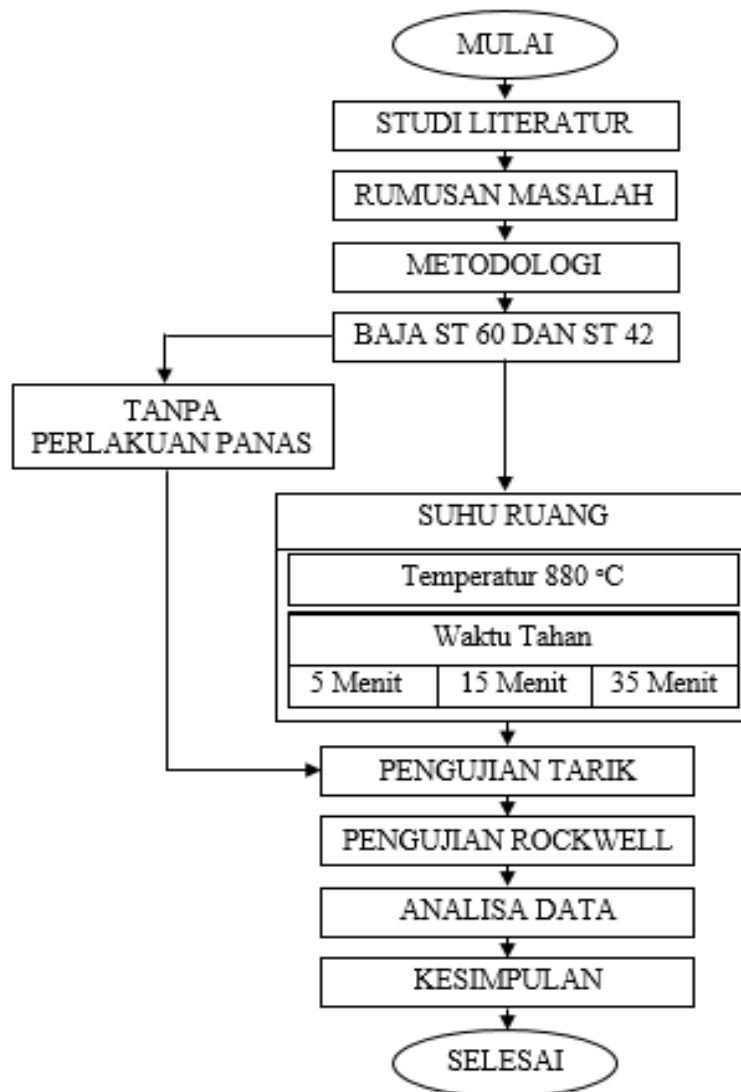 MULAI
STUDI LITERATUR
RUMUSAN MASALAH
METODOLOGI
BAJA ST 60 DAN ST 42
TANPA
PERLAKUAN PANAS
SUHU RUANG
Temperatur 880 °C
Waktu Tahan
5 Menit 15 Menit 35 Menit
PENGUJIAN TARIK
PENGUJIAN ROCKWELL
ANALISA DATA
KESIMPULAN
SELESAI